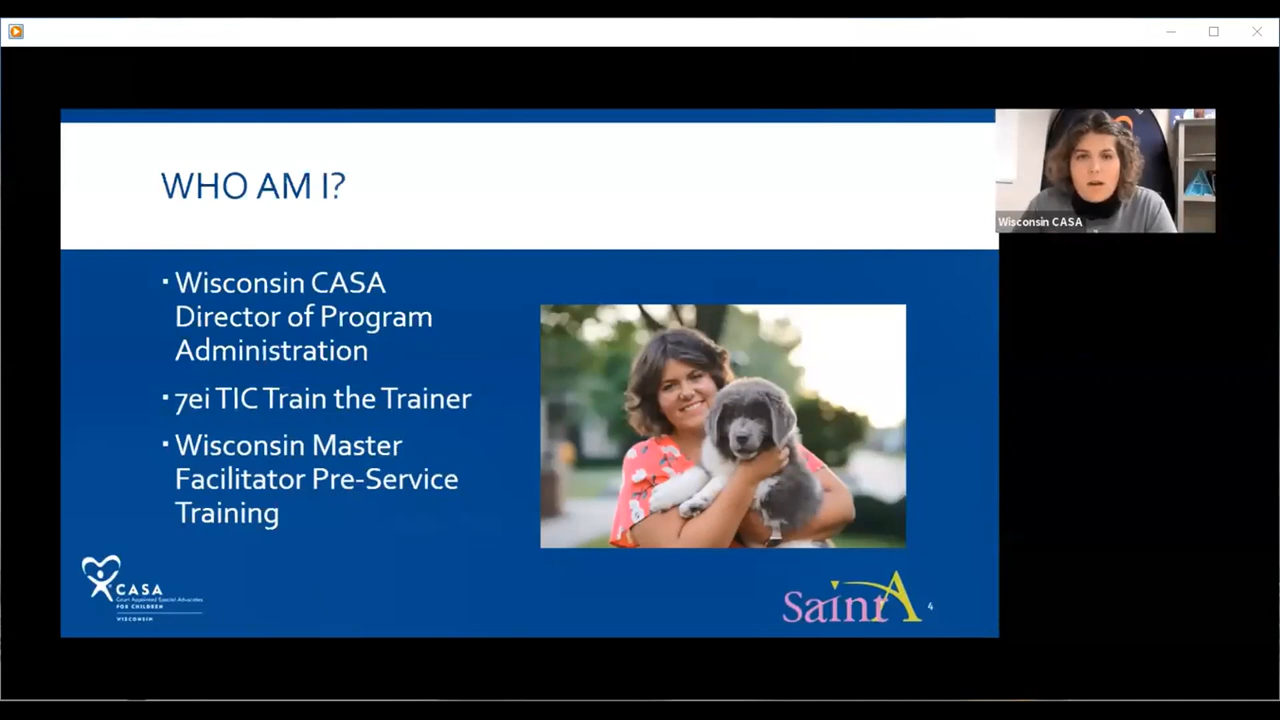 WHO AM I?
Wisconsin CASA
▪ Wisconsin CASA
Director of Program
Administration
▪ 7ei TIC Train the Trainer
▪ Wisconsin Master
Facilitator Pre-Service
Training
CASA
Court Appointed Special Advocates
FOR CHILDREN
WISCONSIN
SaintA
4